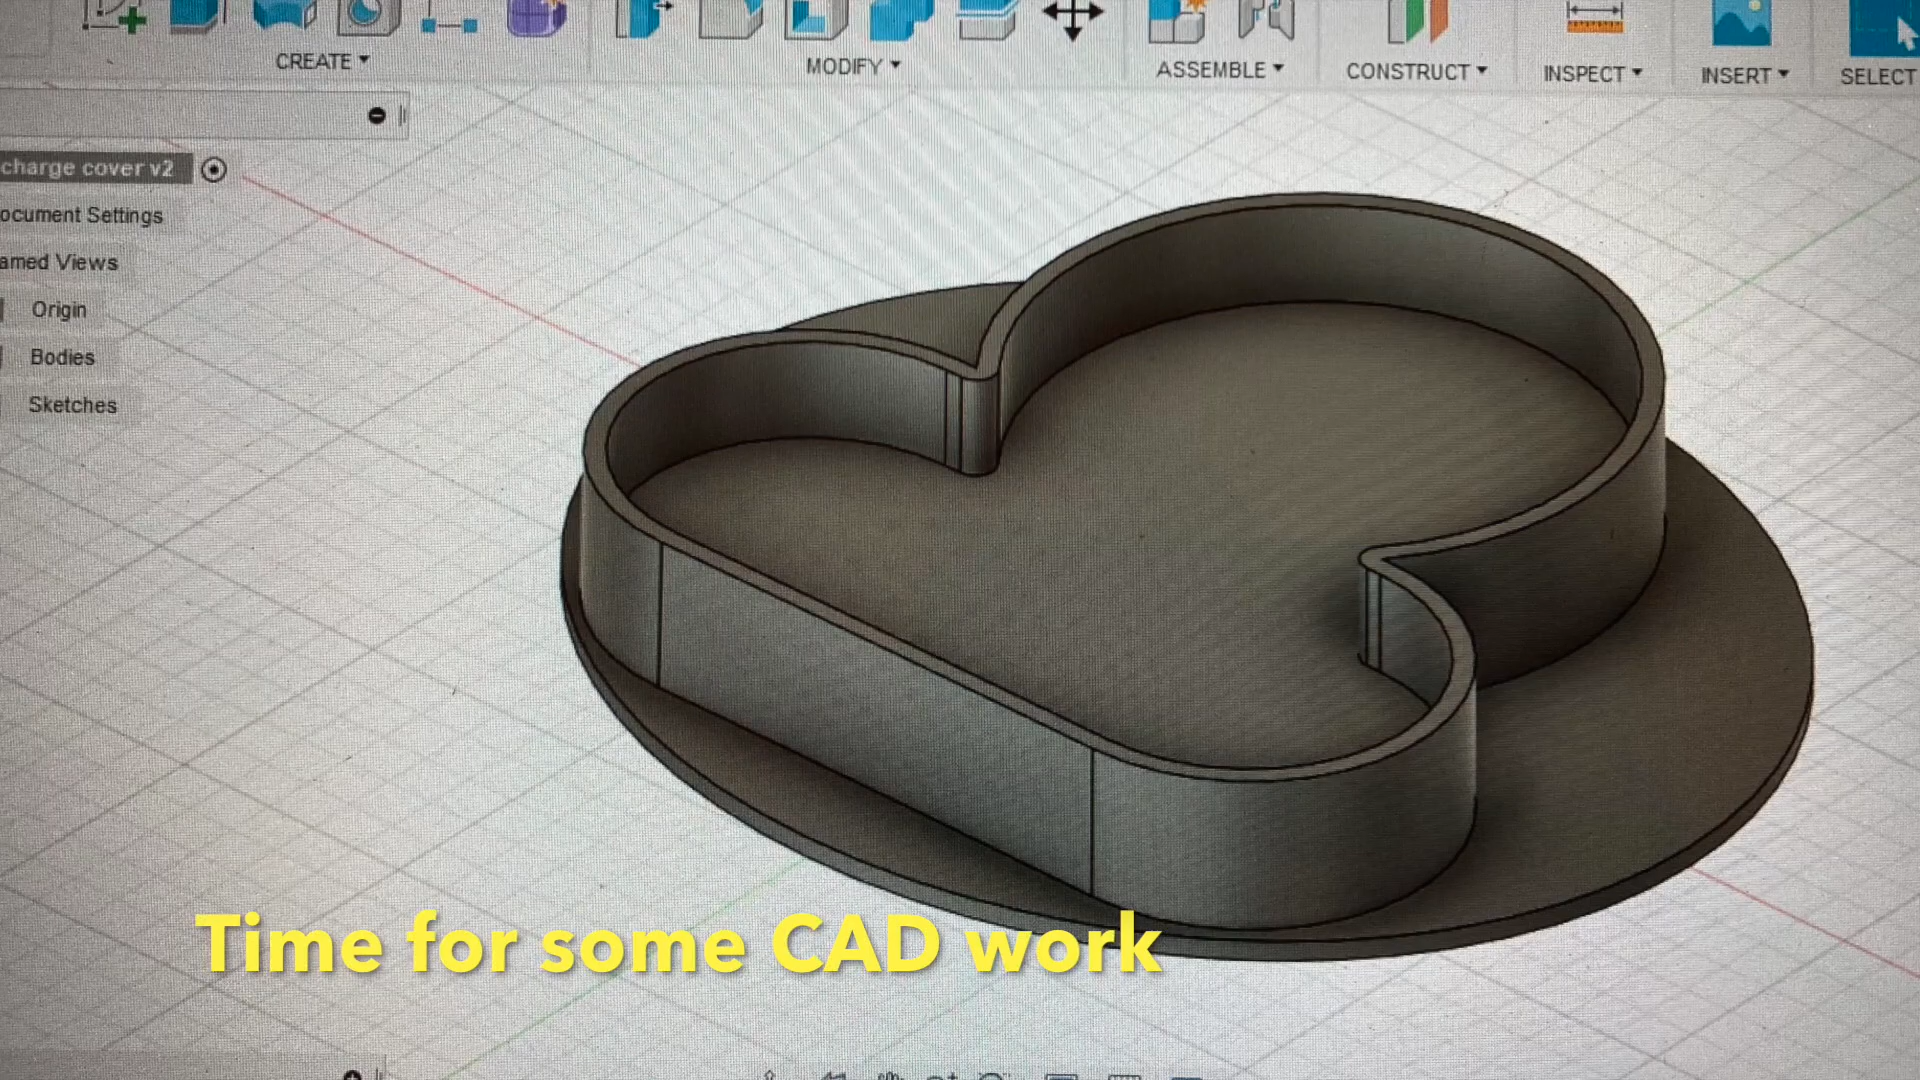 CREATE
MODIFY
ASSEMBLE
CONSTRUCT
INSPECT
INSERT
SELECT
charge cover v2
ocument Settings
amed Views
Origin
Bodies
Sketches
Time for some CAD work